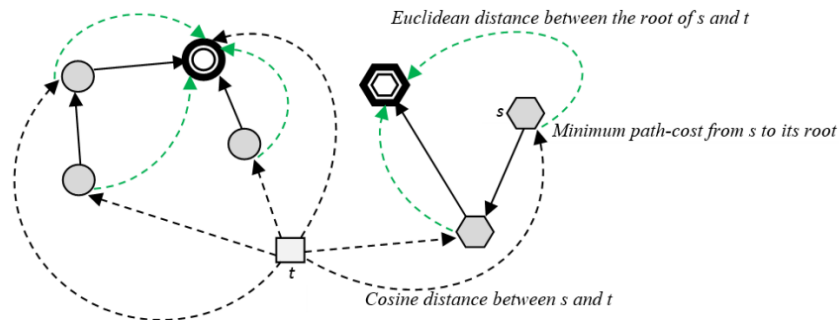 Euclidean distance between the root of s and t
s
Minimum path-cost from s to its root
t
Cosine distance between s and t